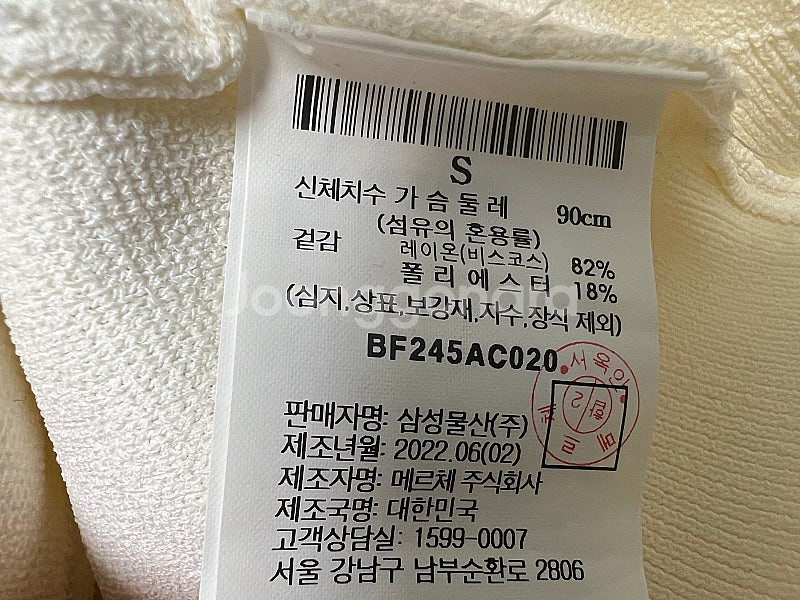 S
신체치수 가 슴 둘 레 90cm
(섬유의 혼용률)
겉감 레이온(비스코스) 82%
폴 리 에 스 터 18%
(심지,상표,보강재,자수,장식 제외)
BF245AC020
판매자명: 삼성물산(주)
제조년월: 2022.06(02)
제조자명: 메르체 주식회사
제조국명: 대한민국
고객상담실: 1599-0007
서울 강남구 남부순환로 2806
Joonggonara